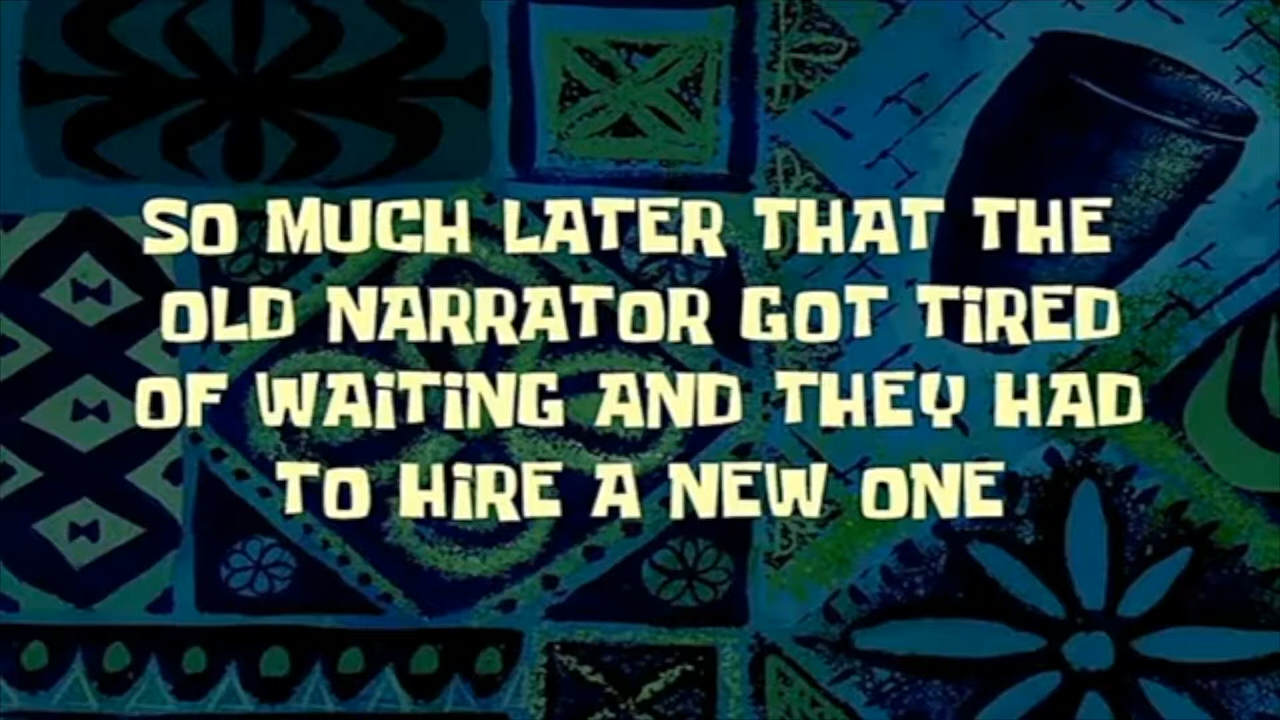 SO MUCH LATER THAT THE
OLD NARRATOR GOT TiRED
OF WAiTiNG AND THEY HAD
TO HiRE A NEW ONE